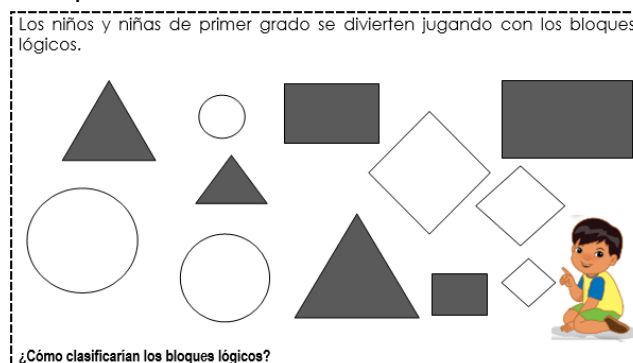 Los niños y niñas de primer grado se divierten jugando con los bloques
lógicos.
¿Cómo clasificarían los bloques lógicos?